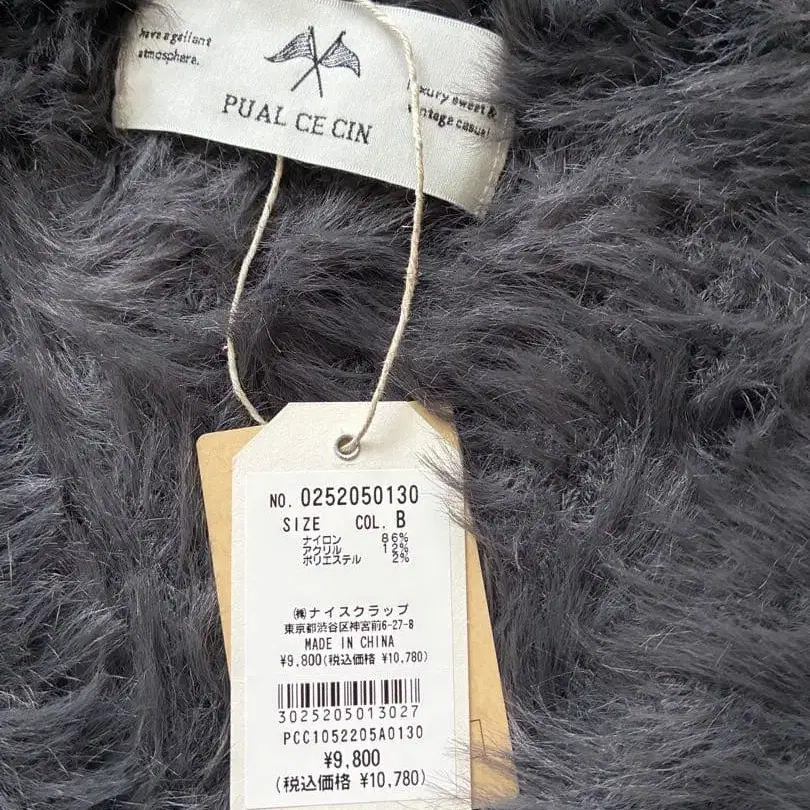 have a gallant
atmosphere.
PUAL CE CIN
xury sweet &
ntage casual
NO. 0252050130
SIZE COL. B
ナイロン 86%
アクリル 12%
ポリエステル 2%
㈱ナイスクラップ
東京都渋谷区神宮前6-27-8
MADE IN CHINA
¥9,800(税込価格 ¥10,780)
3025205013027
PCC1052205A0130
¥9,800
(税込価格 ¥10,780)